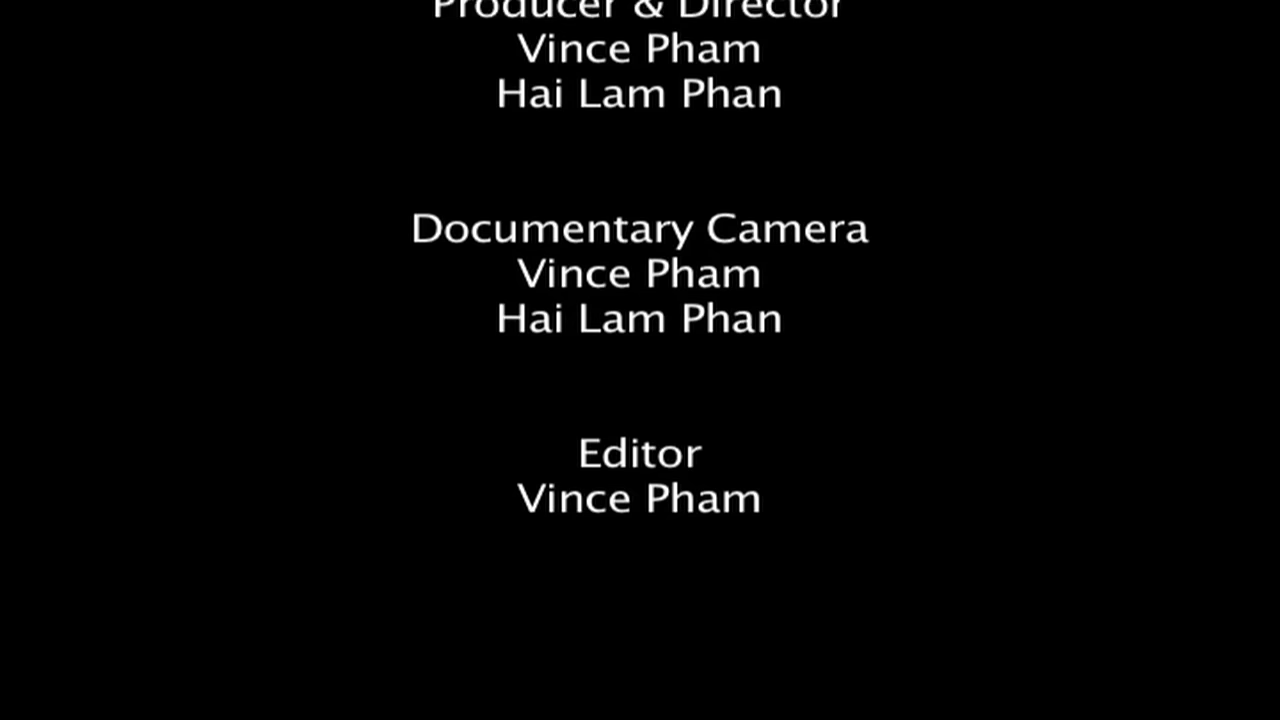 Producer & Director
Vince Pham
Hai Lam Phan
Documentary Camera
Vince Pham
Hai Lam Phan
Editor
Vince Pham